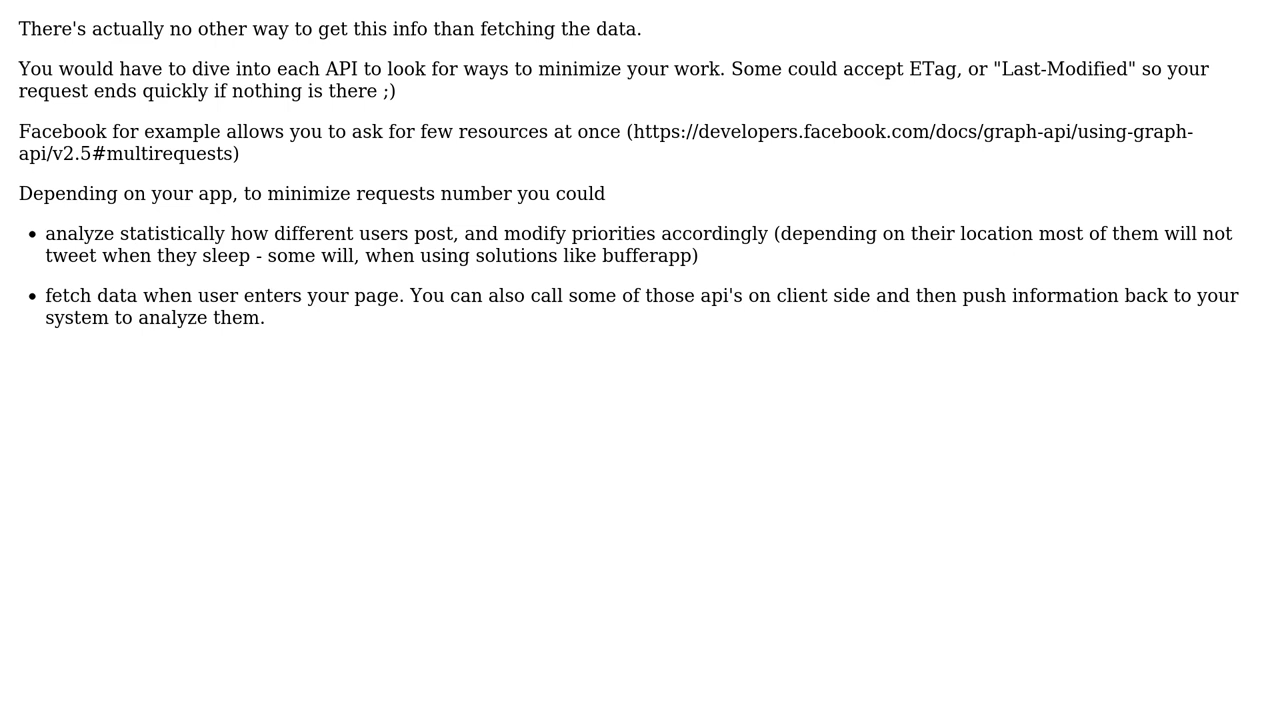 There's actually no other way to get this info than fetching the data.
You would have to dive into each API to look for ways to minimize your work. Some could accept ETag, or "Last-Modified" so your
request ends quickly if nothing is there ;)
Facebook for example allows you to ask for few resources at once (https://developers.facebook.com/docs/graph-api/using-graph-
api/v2.5#multirequests)
Depending on your app, to minimize requests number you could
• analyze statistically how different users post, and modify priorities accordingly (depending on their location most of them will not
tweet when they sleep - some will, when using solutions like bufferapp)
• fetch data when user enters your page. You can also call some of those api's on client side and then push information back to your
system to analyze them.